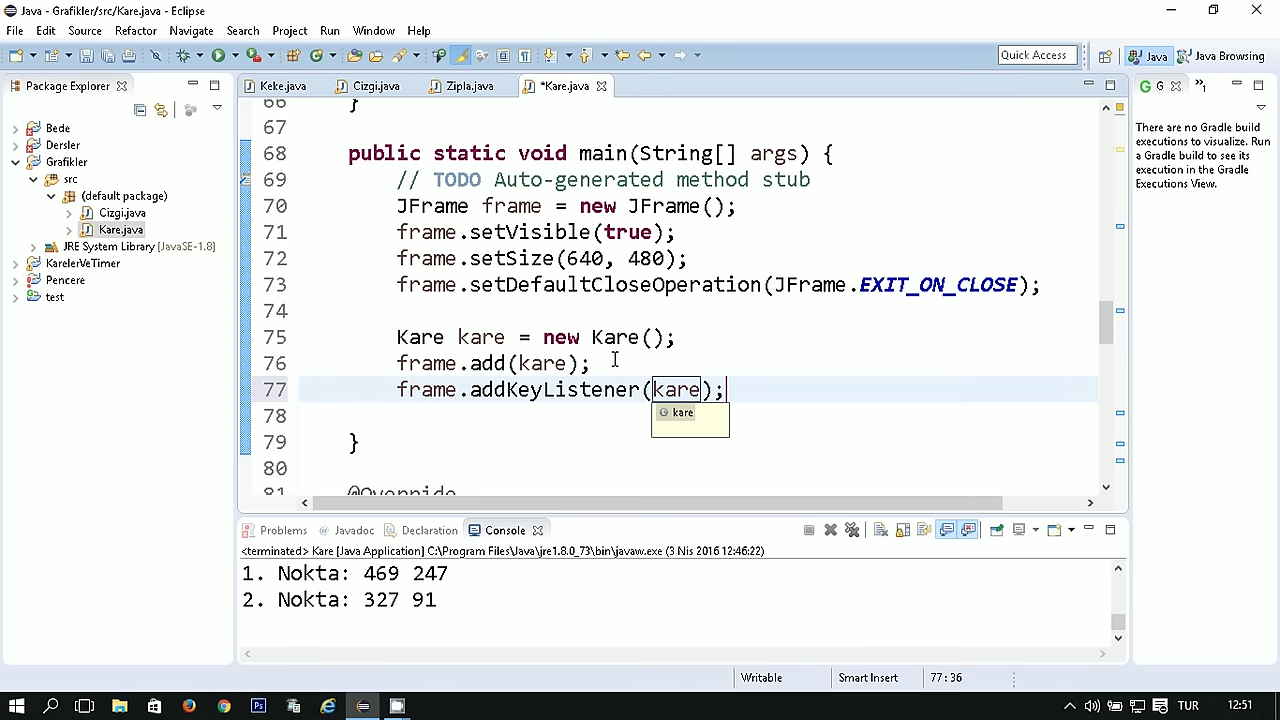 Java - Grafikler/src/Kare.java - Eclipse
File Edit Source Refactor Navigate Search Project Run Window Help
Quick Access Java Java Browsing
Package Explorer
Bede
Dersler
Grafikler
src
(default package)
Cizgi.java
Kare.java
JRE System Library [JavaSE-1.8]
KarelerVeTimer
Pencere
test
Keke.java Cizgi.java Zipla.java *Kare.java
66 }
67
68 public static void main(String[] args) {
69 // TODO Auto-generated method stub
70 JFrame frame = new JFrame();
71 frame.setVisible(true);
72 frame.setSize(640, 480);
73 frame.setDefaultCloseOperation(JFrame.EXIT_ON_CLOSE);
74
75 Kare kare = new Kare();
76 frame.add(kare);
77 frame.addKeyListener(kare);
kare
78
79 }
80
81 @Override
G G »1
There are no Gradle build
executions to visualize. Run
a Gradle build to see its
execution in the Gradle
Executions View.
Problems @ Javadoc Declaration Console
<terminated> Kare [Java Application] C:\Program Files\Java\jre1.8.0_73\bin\javaw.exe (3 Nis 2016 12:46:22)
1. Nokta: 469 247
2. Nokta: 327 91
Writable Smart Insert 77 : 36
Ps TUR 12:51